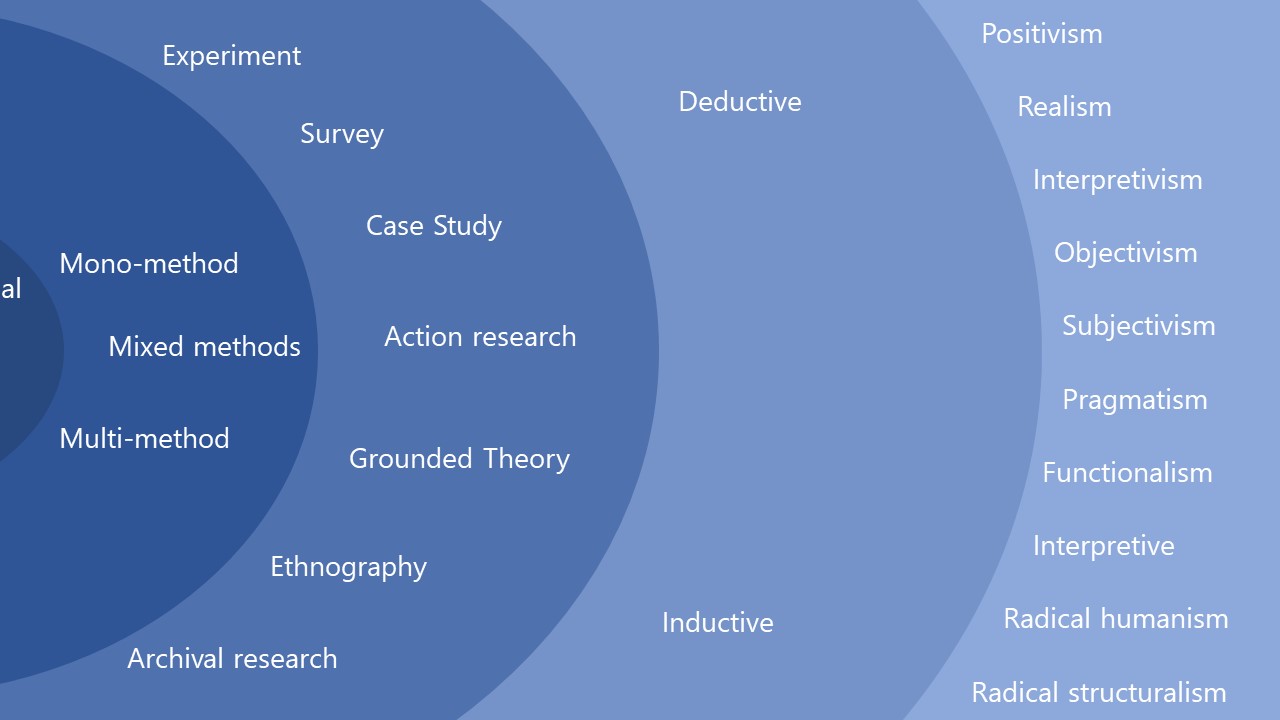 al
Mono-method
Mixed methods
Multi-method
Experiment
Survey
Case Study
Action research
Grounded Theory
Ethnography
Archival research
Deductive
Inductive
Positivism
Realism
Interpretivism
Objectivism
Subjectivism
Pragmatism
Functionalism
Interpretive
Radical humanism
Radical structuralism